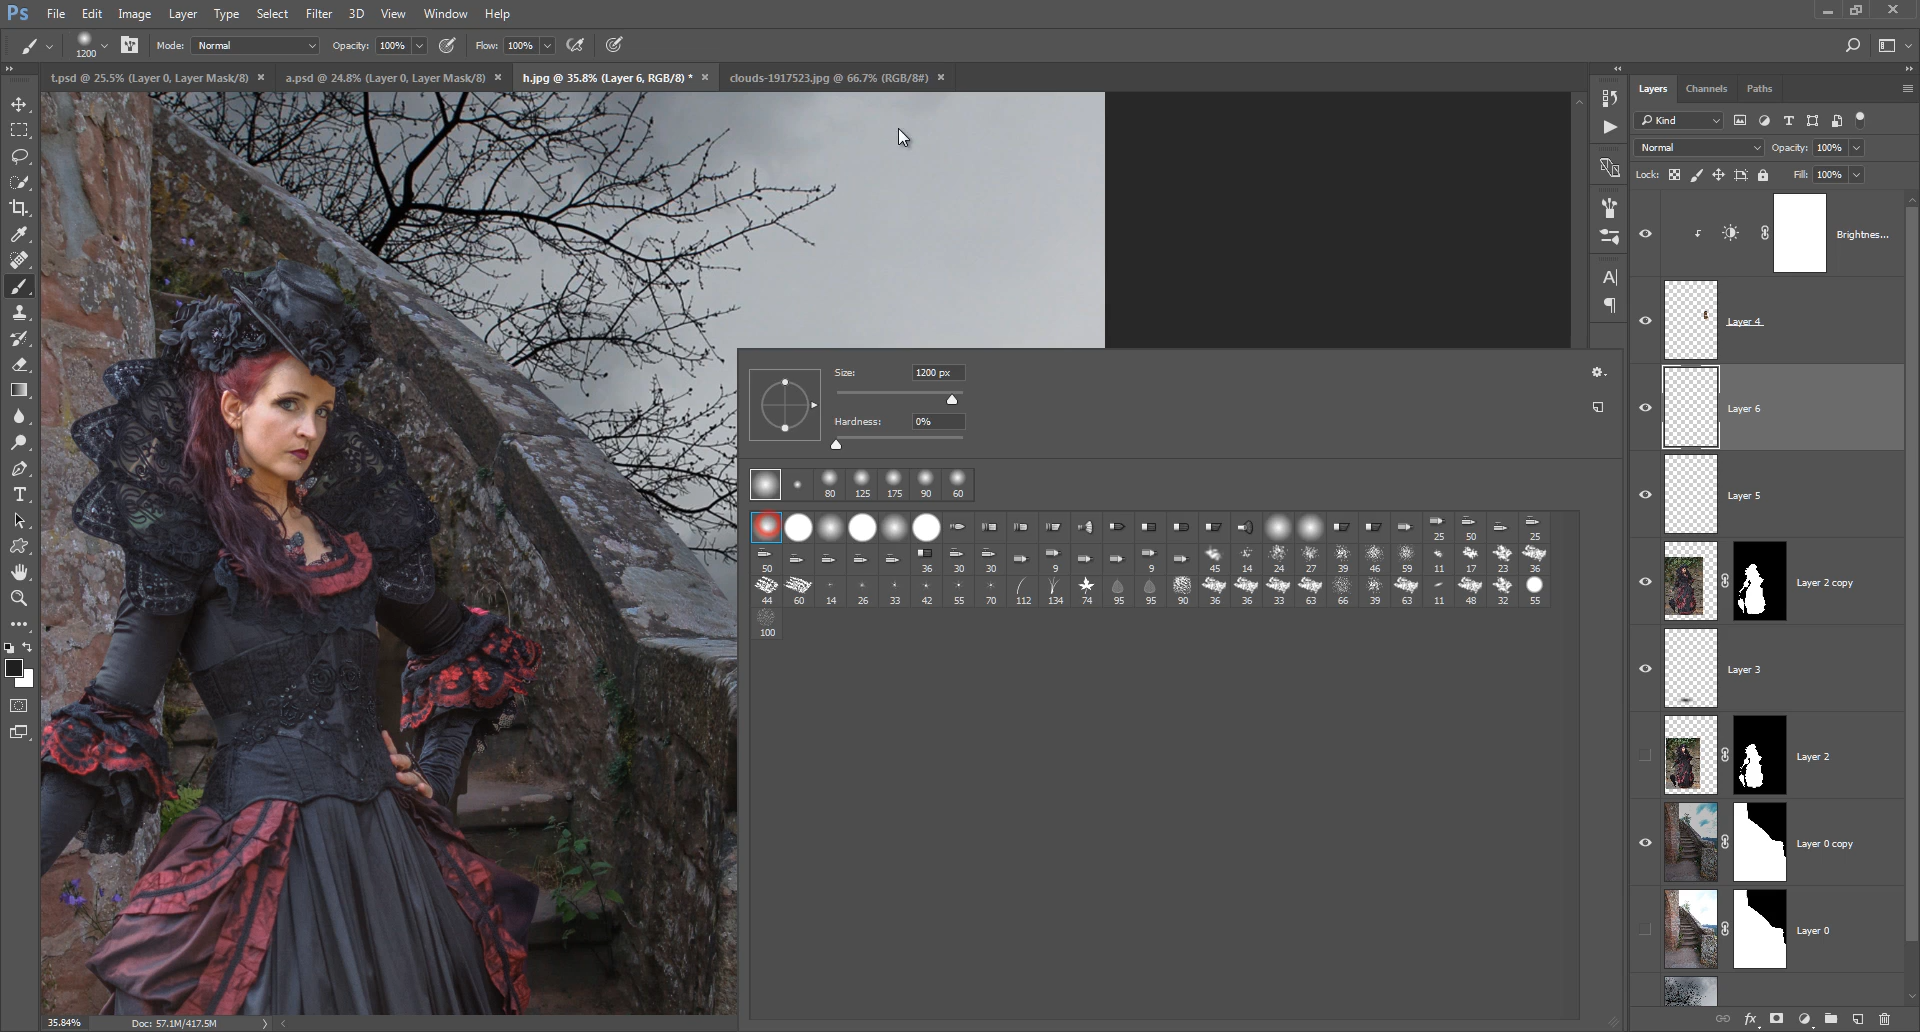 Ps File Edit Image Layer Type Select Filter 3D View Window Help
1200 Mode: Normal Opacity: 100% Flow: 100%
t.psd @ 25.5% (Layer 0, Layer Mask/8) × a.psd @ 24.8% (Layer 0, Layer Mask/8) × h.jpg @ 35.8% (Layer 6, RGB/8) * × clouds-1917523.jpg @ 66.7% (RGB/8#) ×
Layers Channels Paths
Kind
Normal Opacity: 100%
Lock: Fill: 100%
Brightnes...
Layer 4
Layer 6
Layer 5
Layer 2 copy
Layer 3
Layer 2
Layer 0 copy
Layer 0
Size: 1200 px
Hardness: 0%
80 125 175 90 60
25 50 25
50 36 30 30 9 9 45 14 24 27 39 46 59 11 17 23 36
44 60 14 26 33 42 55 70 112 134 74 95 95 90 36 36 33 63 66 39 63 11 48 32 55
100
35.84% Doc: 57.1M/417.5M
fx